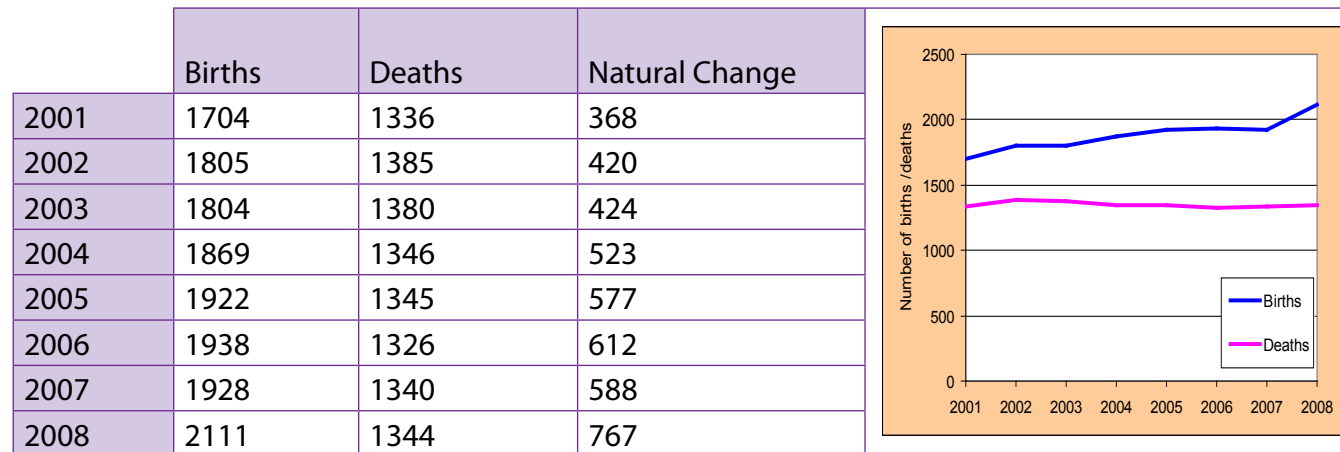 Births Deaths Natural Change
2001 1704 1336 368
2002 1805 1385 420
2003 1804 1380 424
2004 1869 1346 523
2005 1922 1345 577
2006 1938 1326 612
2007 1928 1340 588
2008 2111 1344 767
Number of births /deaths
2500
2000
1500
1000
500
0
2001 2002 2003 2004 2005 2006 2007 2008
Births
Deaths